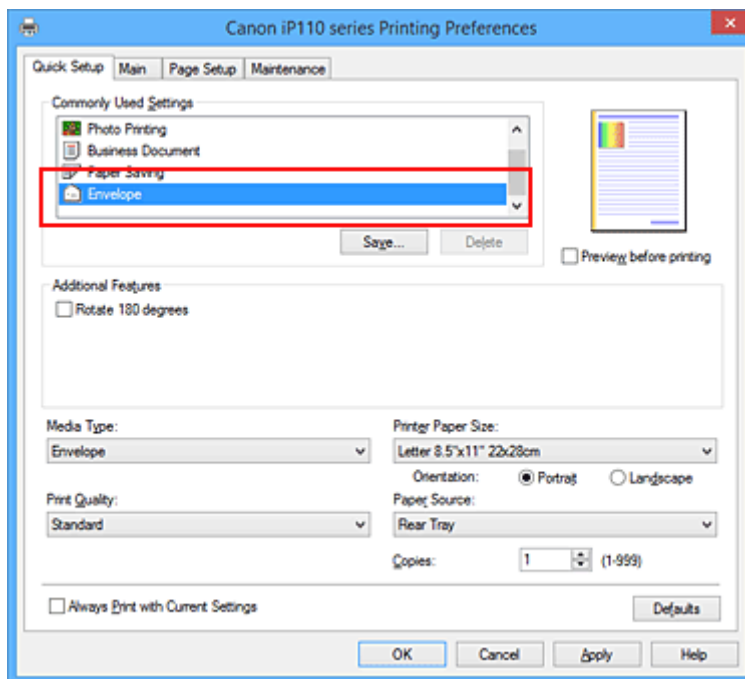 Canon iP110 series Printing Preferences
Quick Setup Main Page Setup Maintenance
Commonly Used Settings
Photo Printing
Business Document
Paper Saving
Envelope
Save... Delete
Preview before printing
Additional Features
Rotate 180 degrees
Media Type: Printer Paper Size:
Envelope Letter 8.5"x11" 22x28cm
Orientation: Portrait Landscape
Print Quality: Paper Source:
Standard Rear Tray
Copies: 1 (1-999)
Always Print with Current Settings Defaults
OK Cancel Apply Help